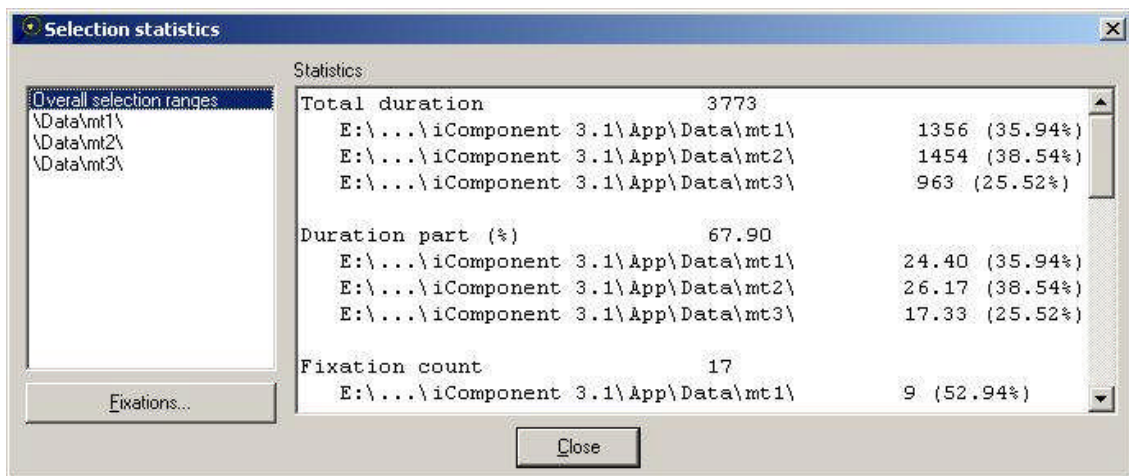 Selection statistics
Statistics
Overall selection ranges
\Data\mt1\
\Data\mt2\
\Data\mt3\
Total duration 3773
E:\...\iComponent 3.1\App\Data\mt1\ 1356 (35.94%)
E:\...\iComponent 3.1\App\Data\mt2\ 1454 (38.54%)
E:\...\iComponent 3.1\App\Data\mt3\ 963 (25.52%)
Duration part (%) 67.90
E:\...\iComponent 3.1\App\Data\mt1\ 24.40 (35.94%)
E:\...\iComponent 3.1\App\Data\mt2\ 26.17 (38.54%)
E:\...\iComponent 3.1\App\Data\mt3\ 17.33 (25.52%)
Fixation count 17
E:\...\iComponent 3.1\App\Data\mt1\ 9 (52.94%)
Fixations...
Close